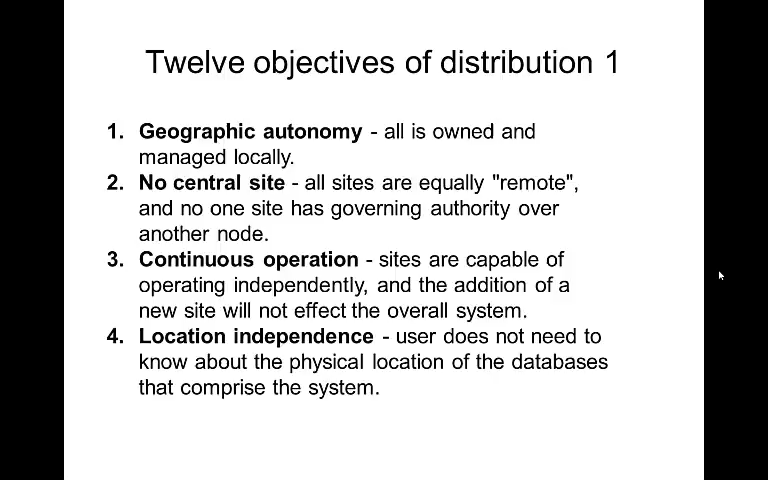 Twelve objectives of distribution 1
1. Geographic autonomy - all is owned and
managed locally.
2. No central site - all sites are equally "remote",
and no one site has governing authority over
another node.
3. Continuous operation - sites are capable of
operating independently, and the addition of a
new site will not effect the overall system.
4. Location independence - user does not need to
know about the physical location of the databases
that comprise the system.